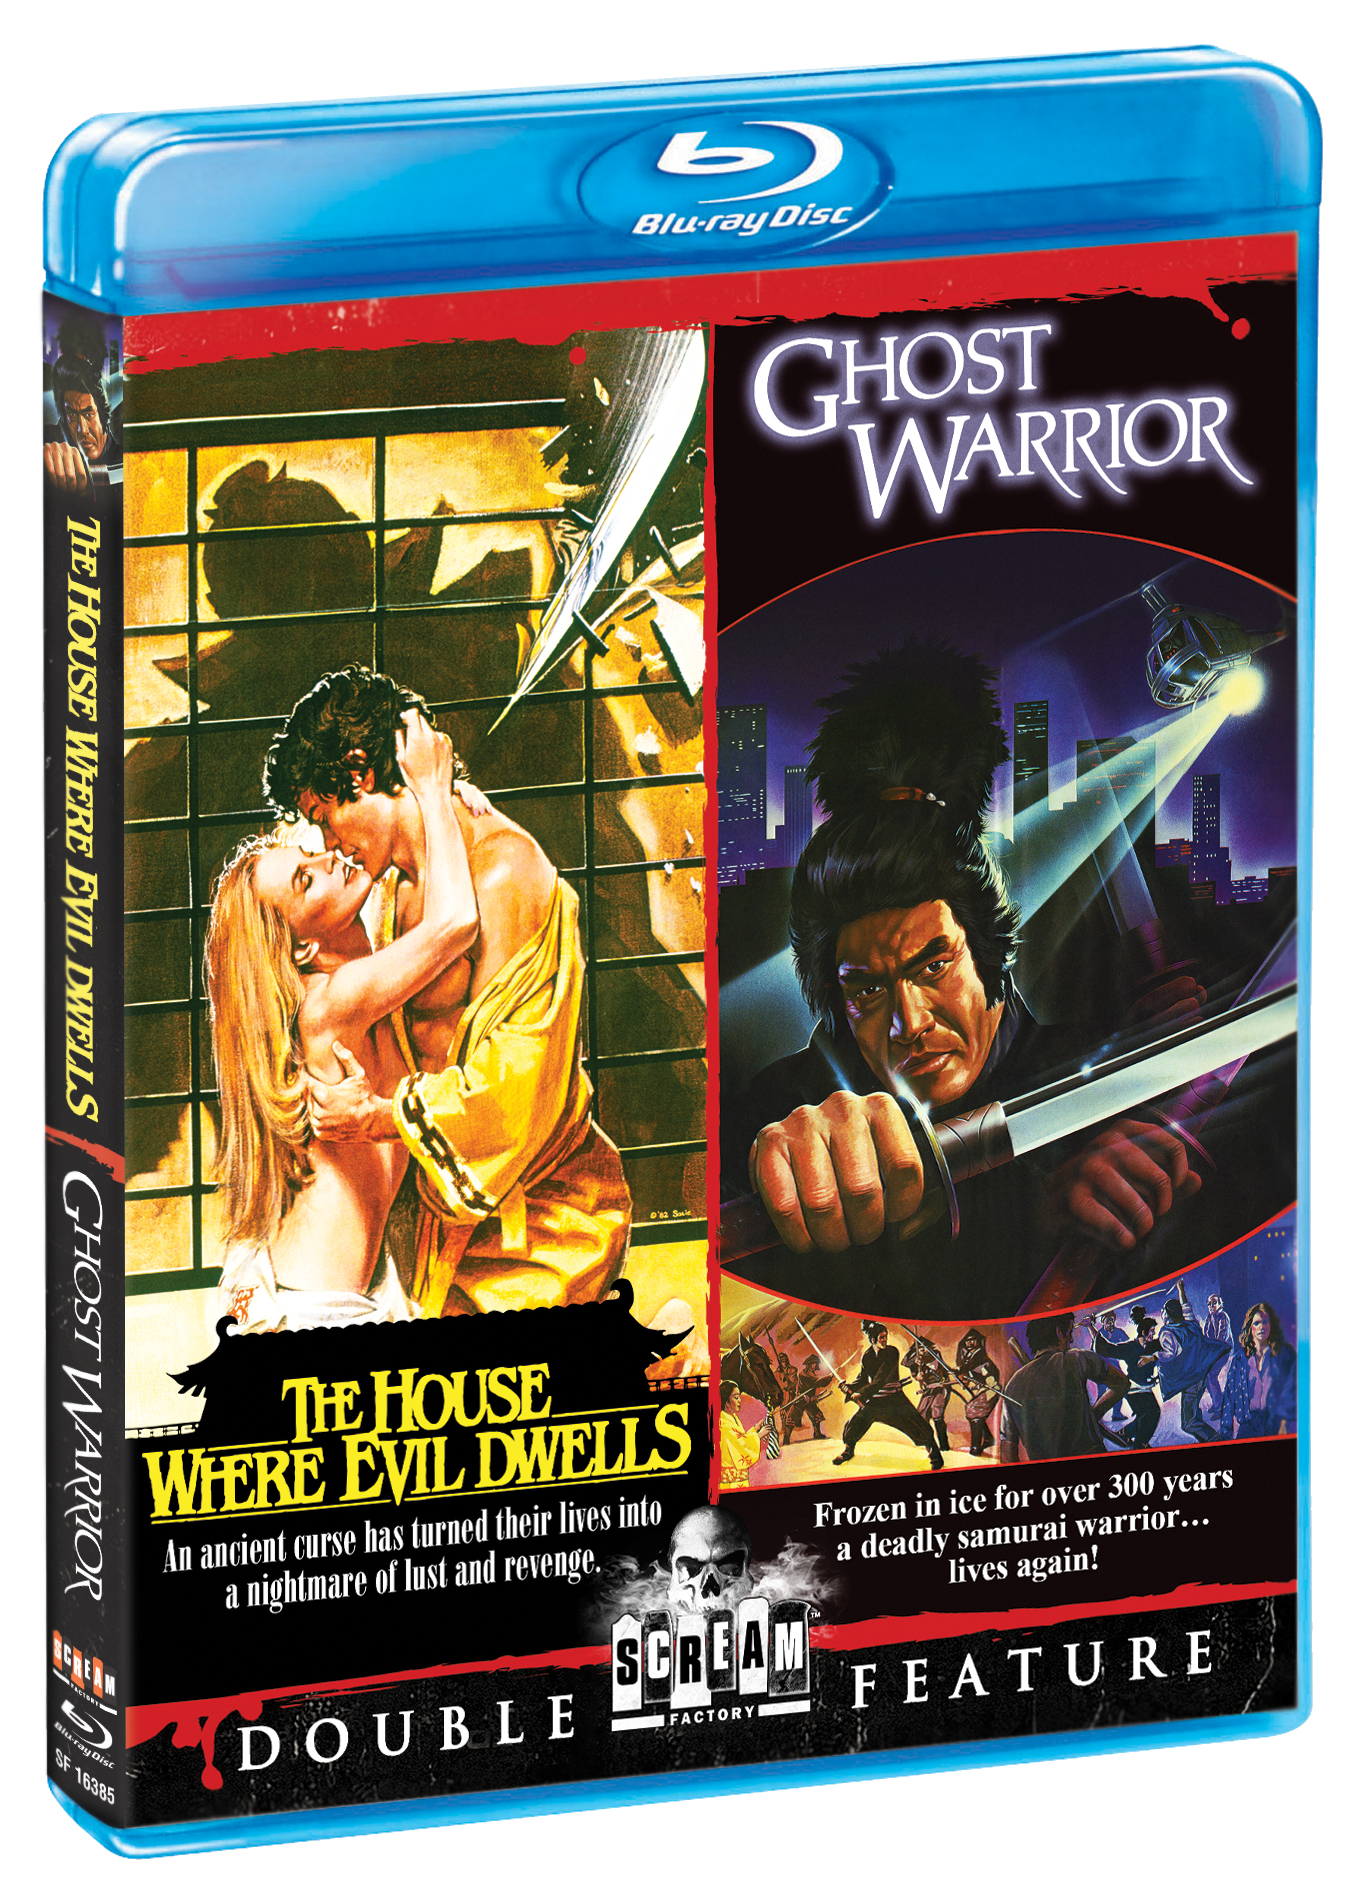 Blu-ray Disc
GHOST
WARRIOR
© '82
THE HOUSE
WHERE EVIL DWELLS
An ancient curse has turned their lives into
a nightmare of lust and revenge.
Frozen in ice for over 300 years
a deadly samurai warrior...
lives again!
SCREAM™
FACTORY
DOUBLE FEATURE
THE HOUSE WHERE EVIL DWELLS
GHOST WARRIOR
SCREAM
FACTORY
Blu-ray Disc
SF 16385